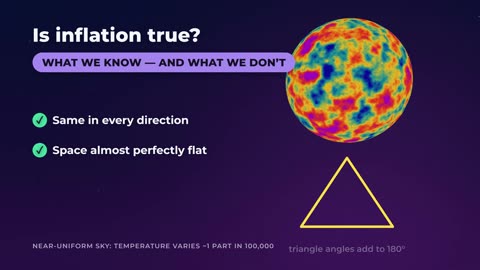 Is inflation true?
WHAT WE KNOW — AND WHAT WE DON'T
Same in every direction
Space almost perfectly flat
NEAR-UNIFORM SKY: TEMPERATURE VARIES ~1 PART IN 100,000
triangle angles add to 180°